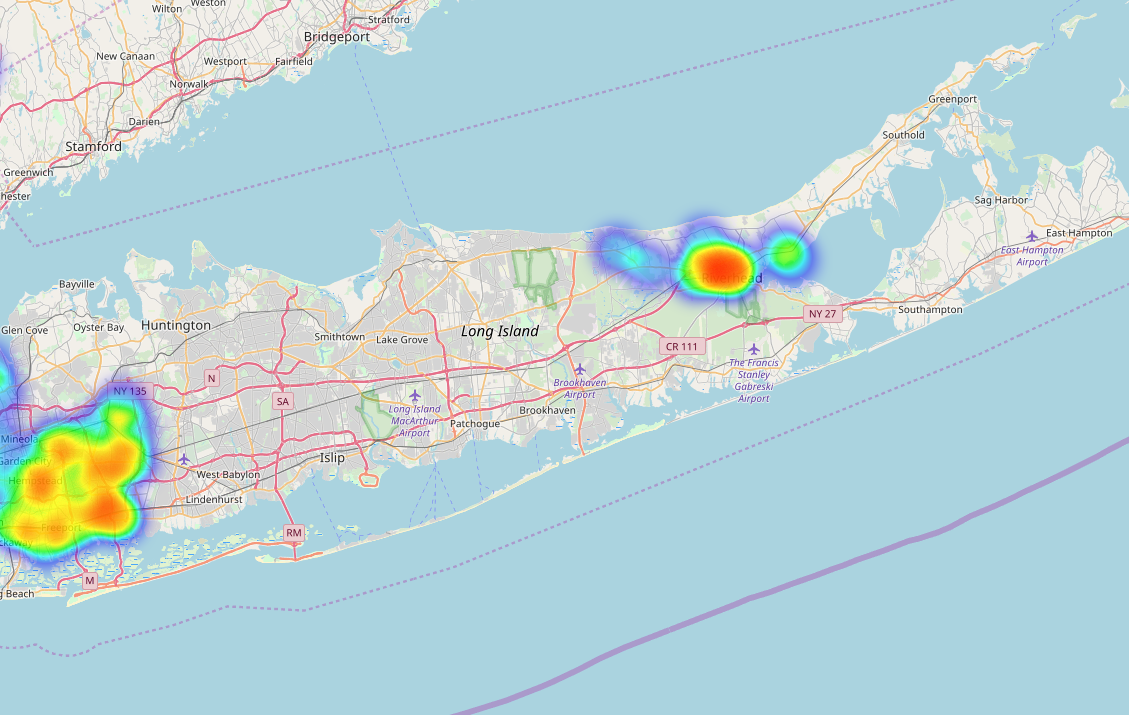 Weston
Wilton
Stratford
Bridgeport
New Canaan
Westport
Fairfield
Norwalk
Darien
Stamford
Greenwich
hester
Greenport
Southold
Sag Harbor
East Hampton
East Hampton
Airport
Southampton
NY 27
CR 111
The Francis
Stanley
Gabreski
Airport
Bayville
Glen Cove
Oyster Bay
Huntington
Smithtown
Lake Grove
Long Island
N
NY 135
SA
Brookhaven
Airport
Long Island
MacArthur
Airport
Brookhaven
Patchogue
Mineola
Garden City
Hempstead
Islip
West Babylon
Lindenhurst
Freeport
ckaway
RM
M
g Beach